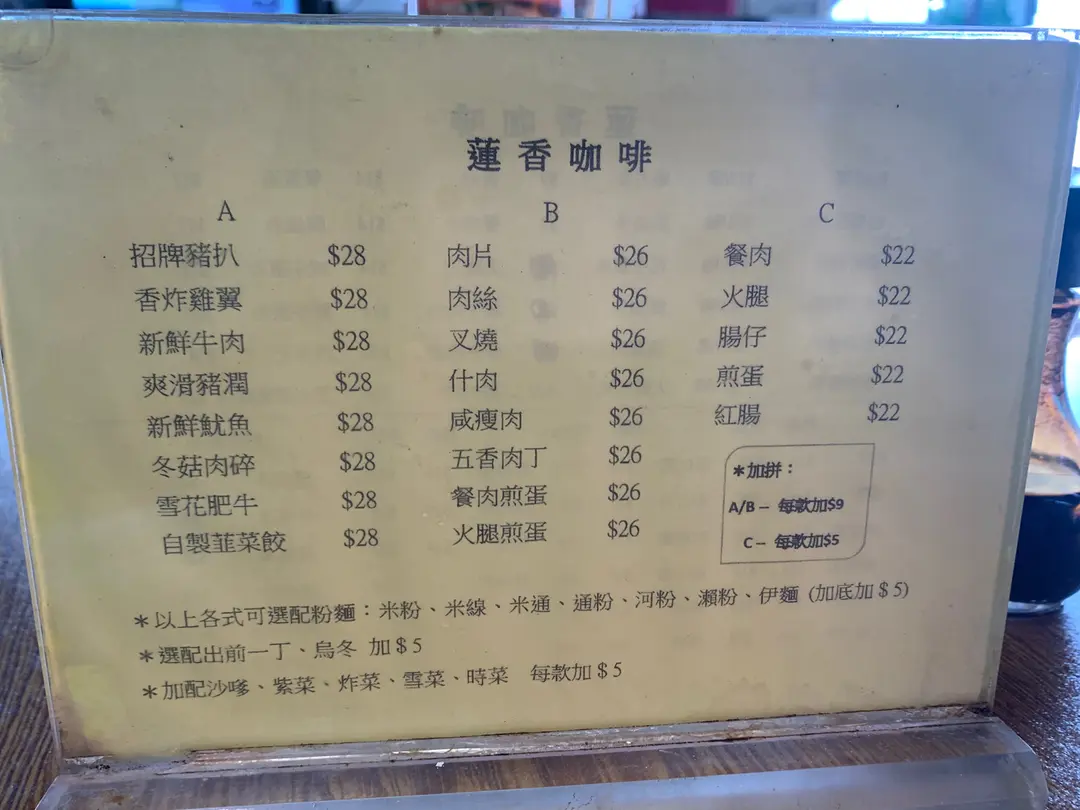 蓮香咖啡
A B C
招牌豬扒 $28 肉片 $26 餐肉 $22
香炸雞翼 $28 肉絲 $26 火腿 $22
新鮮牛肉 $28 叉燒 $26 腸仔 $22
爽滑豬潤 $28 什肉 $26 煎蛋 $22
新鮮魷魚 $28 咸瘦肉 $26 紅腸 $22
冬菇肉碎 $28 五香肉丁 $26
雪花肥牛 $28 餐肉煎蛋 $26
自製韮菜餃 $28 火腿煎蛋 $26
*加拼：
A/B – 每款加$9
C – 每款加$5
*以上各式可選配粉麵：米粉、米線、米通、通粉、河粉、瀨粉、伊麵 (加底加＄5)
*選配出前一丁、烏冬 加＄5
*加配沙嗲、紫菜、炸菜、雪菜、時菜 每款加＄5